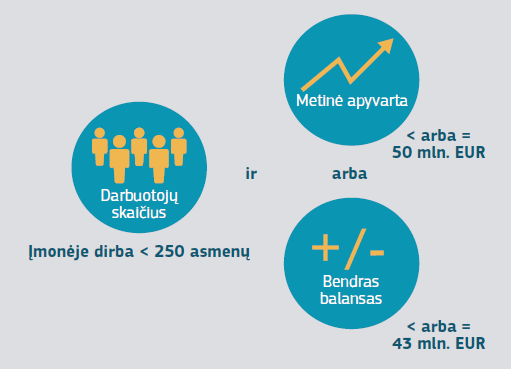 Darbuotojų
skaičius
Įmonėje dirba < 250 asmenų
ir
Metinė apyvarta
< arba =
50 mln. EUR
arba
+/-
Bendras
balansas
< arba =
43 mln. EUR